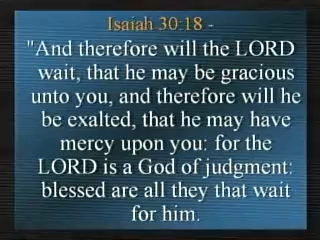 Isaiah 30:18 -
"And therefore will the LORD
wait, that he may be gracious
unto you, and therefore will he
be exalted, that he may have
mercy upon you: for the
LORD is a God of judgment:
blessed are all they that wait
for him.